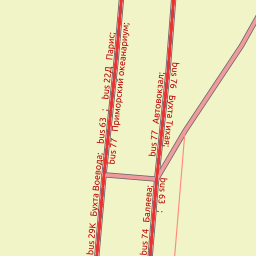 bus 29К   Бухта Воевода;   bus 63  :  bus 22Д   Парис;
bus 77   Приморский океанариум;
bus 74   Баляева;   bus 77   Автовокзал;
bus 63  :
bus 76   Бухта Тихая;